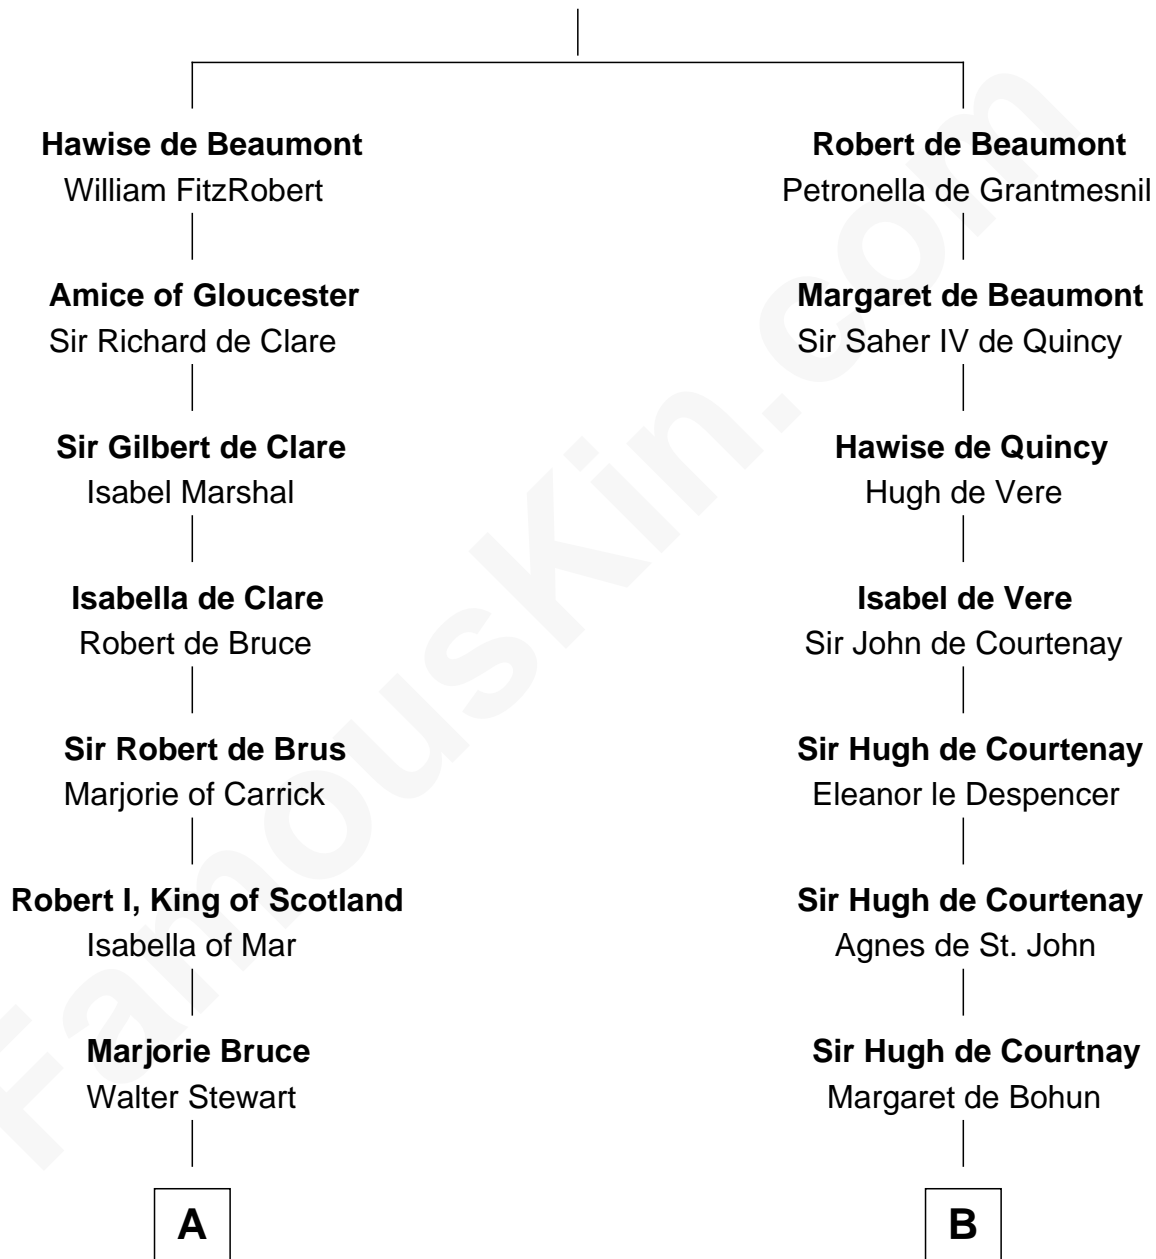 Hawise de Beaumont
William FitzRobert
Amice of Gloucester
Sir Richard de Clare
Sir Gilbert de Clare
Isabel Marshal
Isabella de Clare
Robert de Bruce
Sir Robert de Brus
Marjorie of Carrick
Robert I, King of Scotland
Isabella of Mar
Marjorie Bruce
Walter Stewart
A
Robert de Beaumont
Petronella de Grantmesnil
Margaret de Beaumont
Sir Saher IV de Quincy
Hawise de Quincy
Hugh de Vere
Isabel de Vere
Sir John de Courtenay
Sir Hugh de Courtenay
Eleanor le Despencer
Sir Hugh de Courtenay
Agnes de St. John
Sir Hugh de Courtnay
Margaret de Bohun
B
FamousKin.com